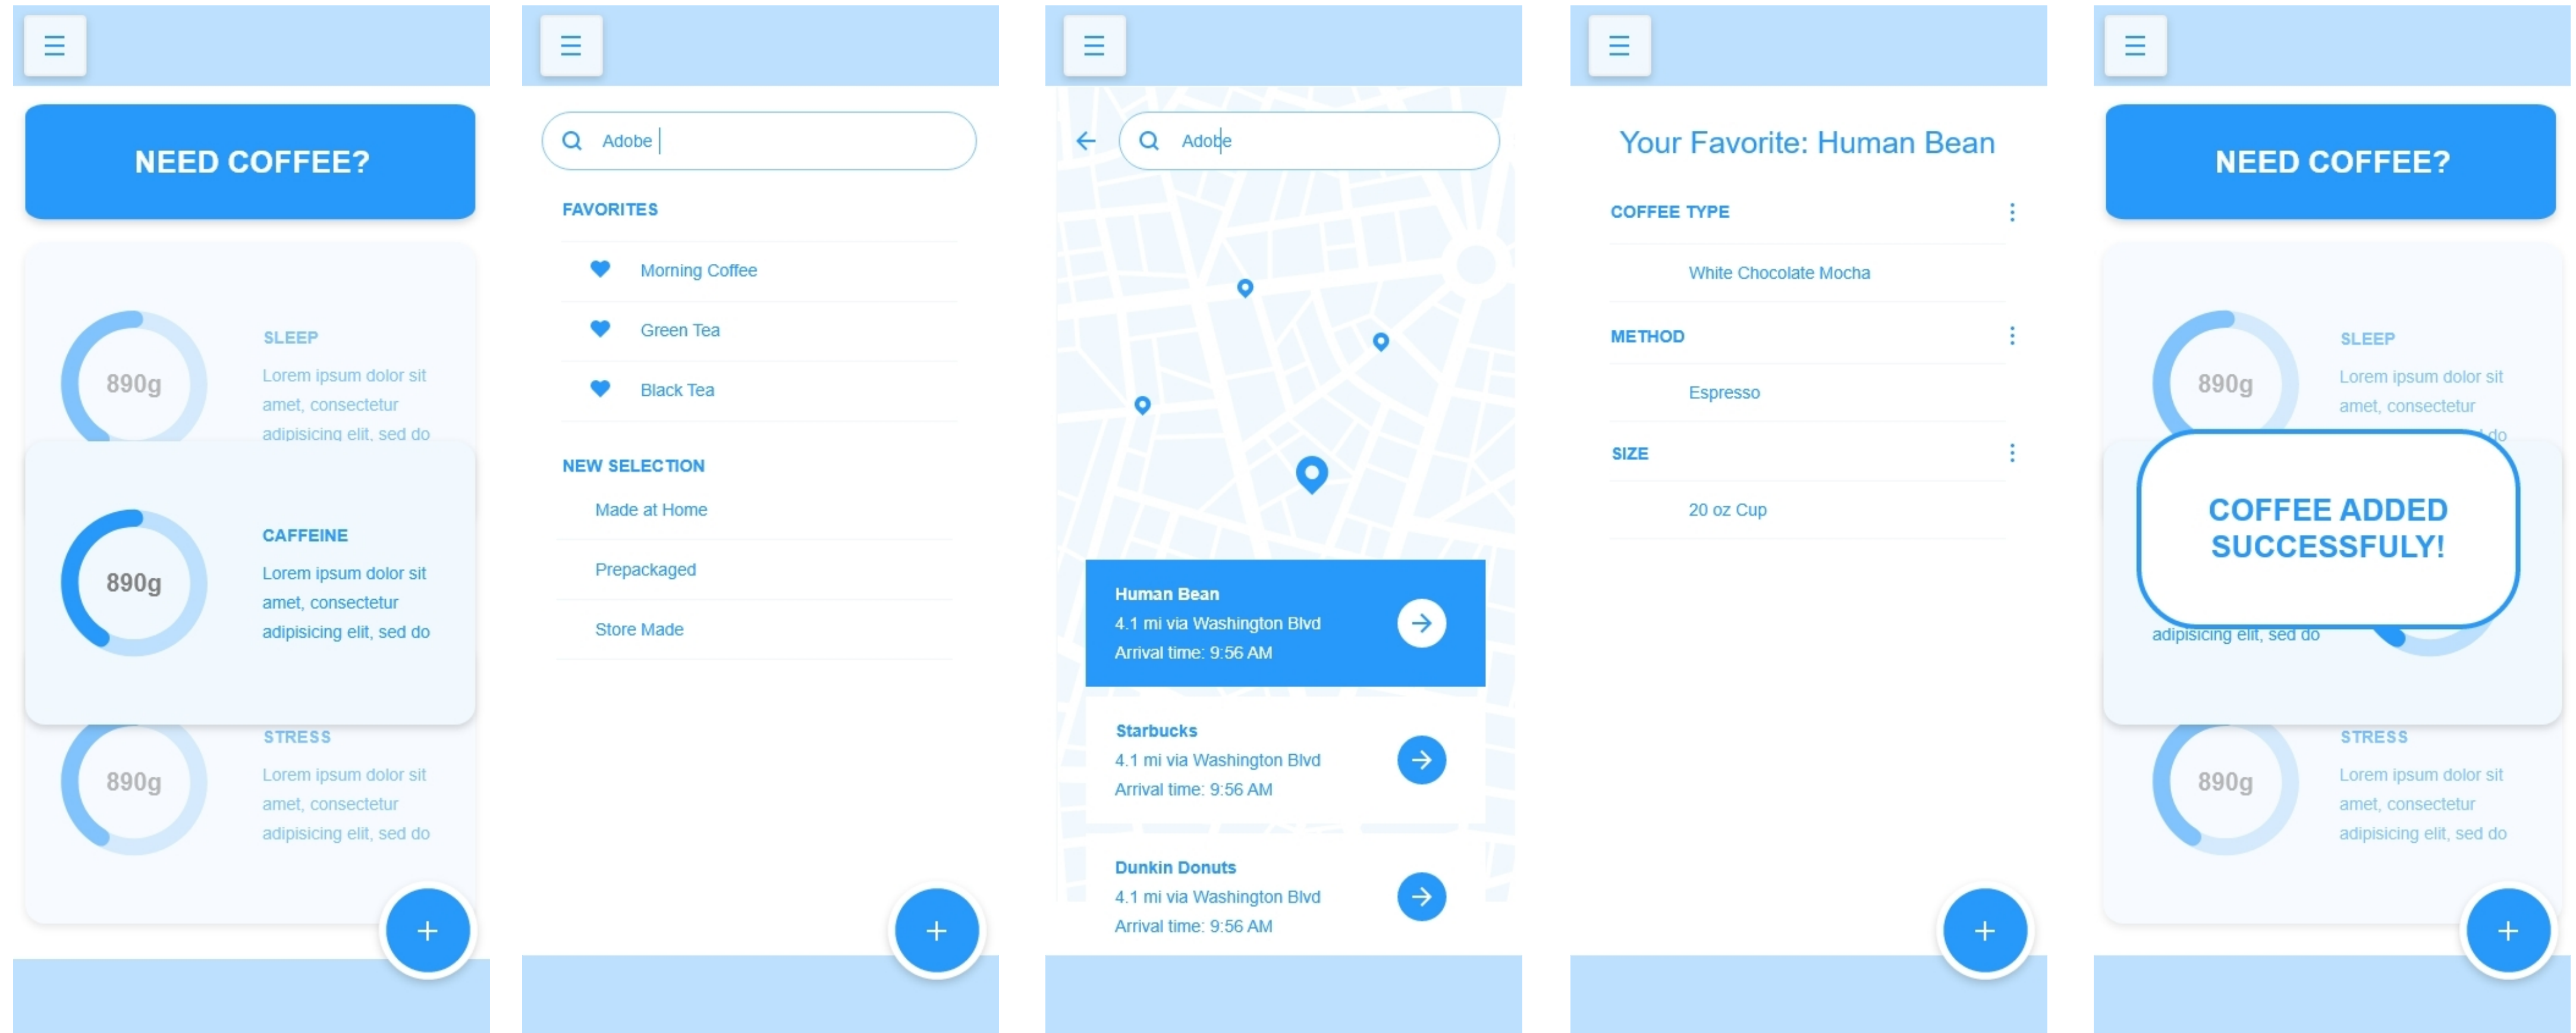 NEED COFFEE?
890g
SLEEP
Lorem ipsum dolor sit
amet, consectetur
adipisicing elit, sed do
890g
CAFFEINE
Lorem ipsum dolor sit
amet, consectetur
adipisicing elit, sed do
890g
STRESS
Lorem ipsum dolor sit
amet, consectetur
adipisicing elit, sed do
Adobe
FAVORITES
Morning Coffee
Green Tea
Black Tea
NEW SELECTION
Made at Home
Prepackaged
Store Made
Adobe
Human Bean
4.1 mi via Washington Blvd
Arrival time: 9:56 AM
Starbucks
4.1 mi via Washington Blvd
Arrival time: 9:56 AM
Dunkin Donuts
4.1 mi via Washington Blvd
Arrival time: 9:56 AM
Your Favorite: Human Bean
COFFEE TYPE
White Chocolate Mocha
METHOD
Espresso
SIZE
20 oz Cup
NEED COFFEE?
890g
SLEEP
Lorem ipsum dolor sit
amet, consectetur
do
COFFEE ADDED
SUCCESSFULY!
adipisicing elit, sed do
890g
STRESS
Lorem ipsum dolor sit
amet, consectetur
adipisicing elit, sed do